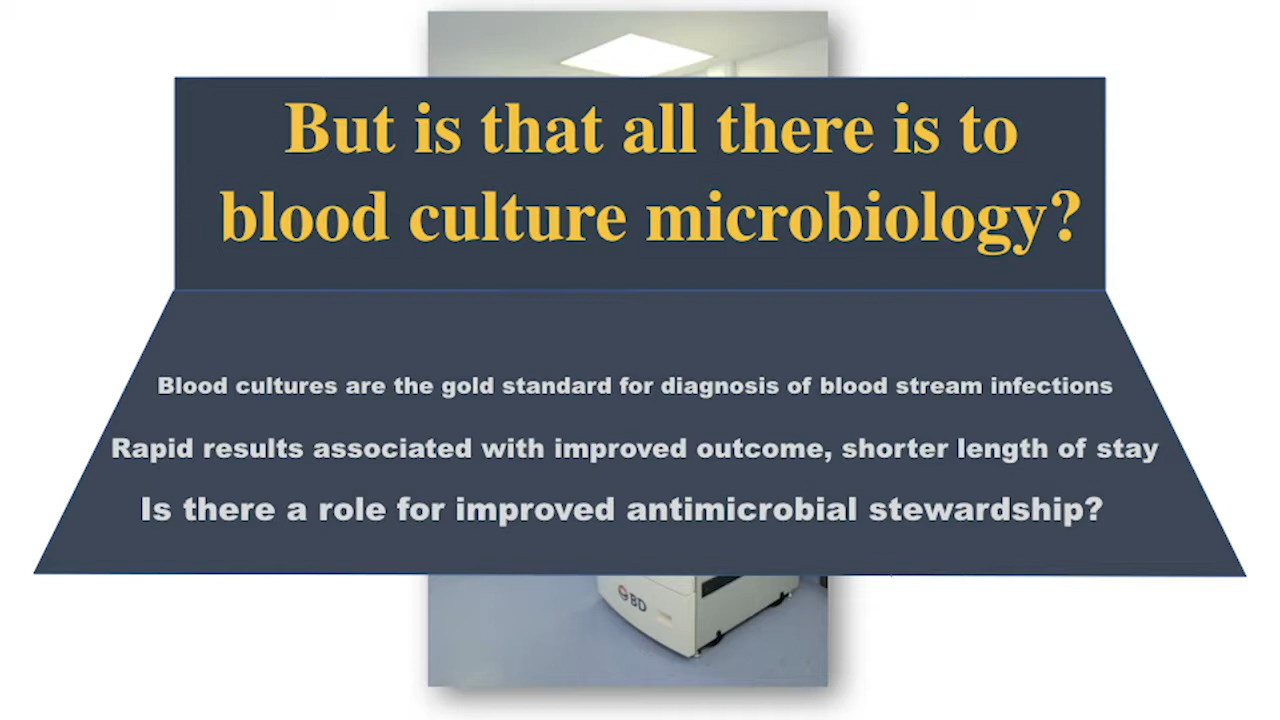 But is that all there is to
blood culture microbiology?
Blood cultures are the gold standard for diagnosis of blood stream infections
Rapid results associated with improved outcome, shorter length of stay
Is there a role for improved antimicrobial stewardship?
BD